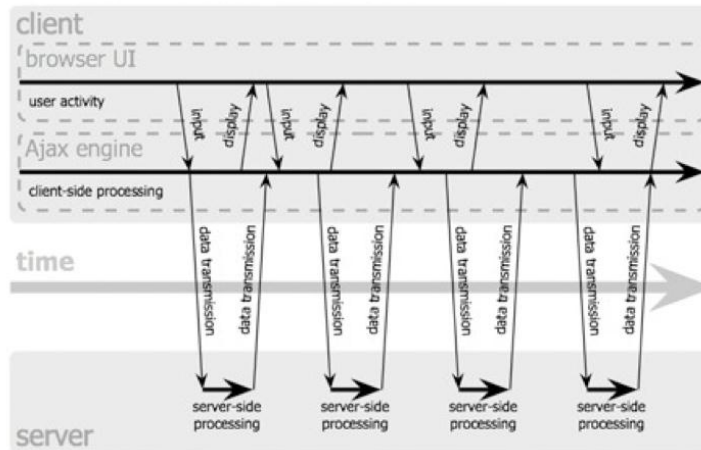 client
browser UI
user activity
input
display
input
display
input
display
input
display
Ajax engine
client-side processing
data transmission
data transmission
data transmission
data transmission
data transmission
data transmission
data transmission
data transmission
time
server-side
processing
server-side
processing
server-side
processing
server-side
processing
server